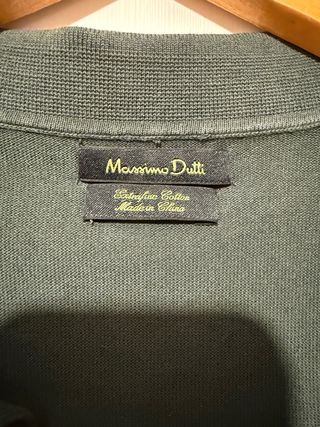 Massimo Dutti
Extrafine Cotton
Made in China